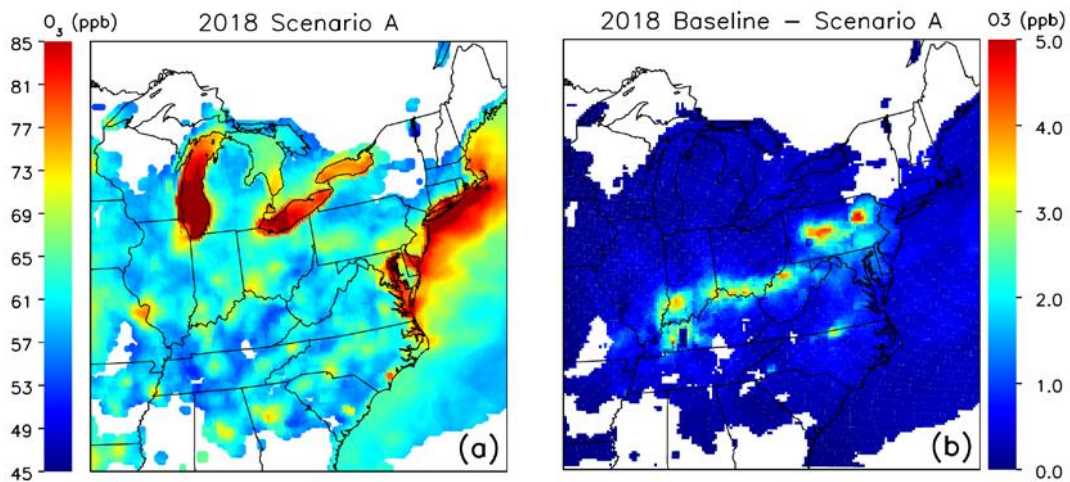 O₃ (ppb)
2018 Scenario A
85
81
77
73
69
65
61
57
53
49
45
(a)
2018 Baseline – Scenario A
O3 (ppb)
5.0
4.0
3.0
2.0
1.0
0.0
(b)